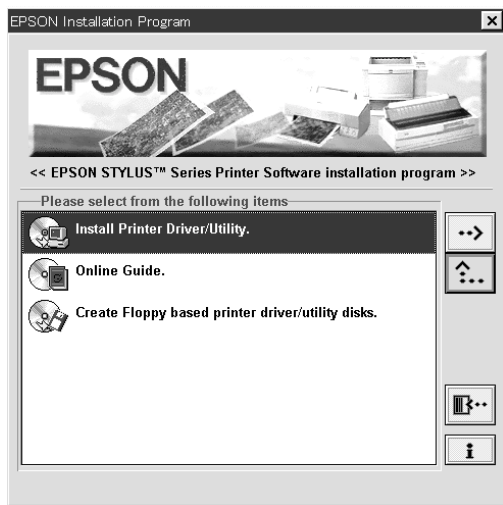 EPSON Installation Program
EPSON
<< EPSON STYLUS™ Series Printer Software installation program >>
Please select from the following items
Install Printer Driver/Utility.
Online Guide.
Create Floppy based printer driver/utility disks.
i